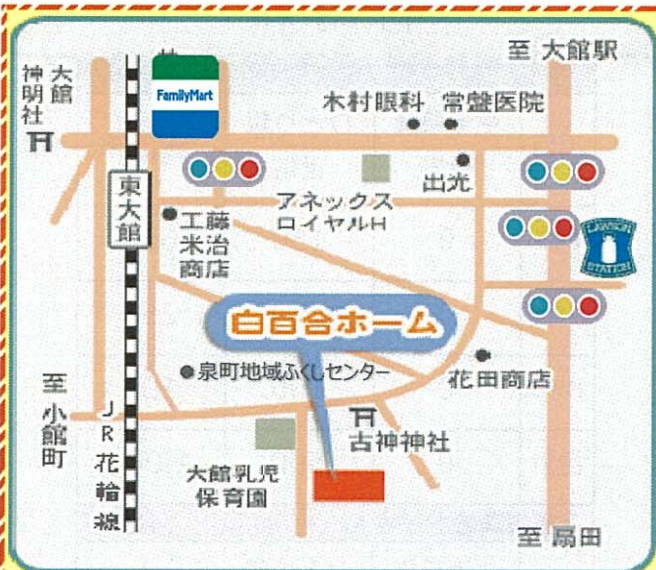 至 大館駅
大館
神明社
FamilyMart
木村眼科 常盤医院
出光
東大館
アネックス
ロイヤルH
工藤
米治
商店
LAWSON
STATION
白百合ホーム
泉町地域ふくしセンター
花田商店
至 小館町
JR花輪線
古神神社
大館乳児
保育園
至 扇田